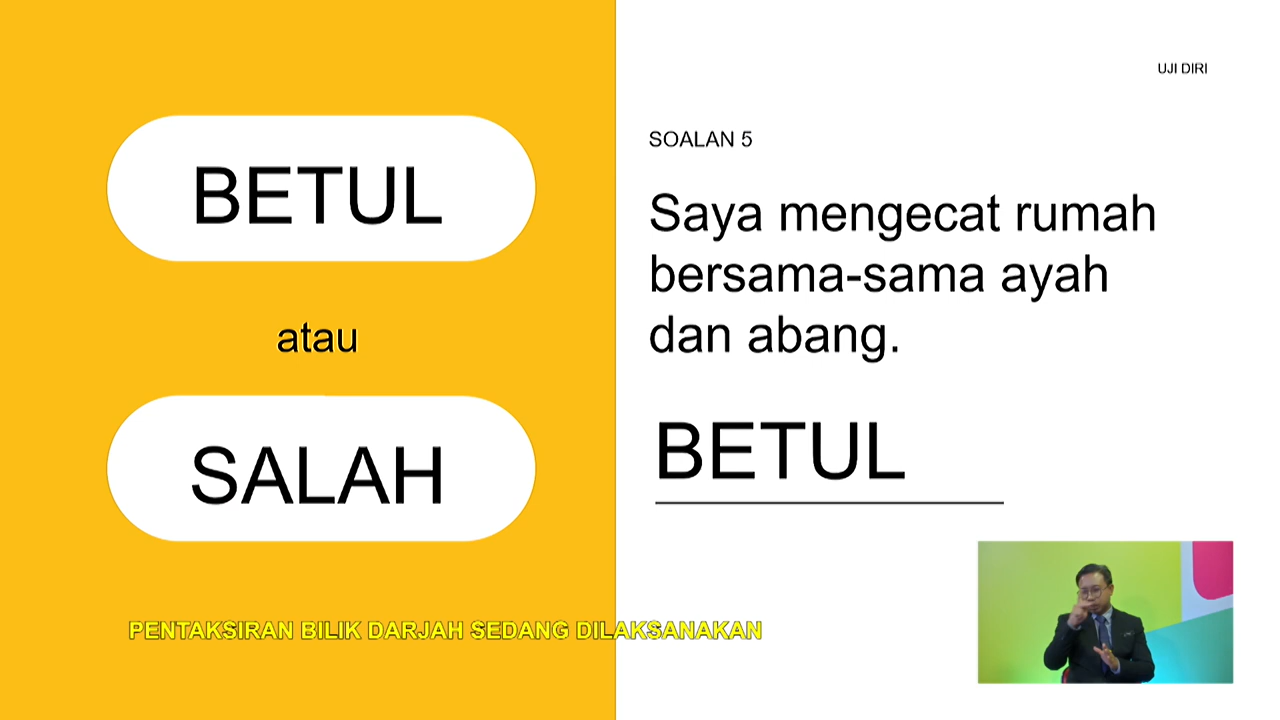 BETUL
atau
SALAH
UJI DIRI
SOALAN 5
Saya mengecat rumah
bersama-sama ayah
dan abang.
BETUL
PENTAKSIRAN BILIK DARJAH SEDANG DILAKSANAKAN